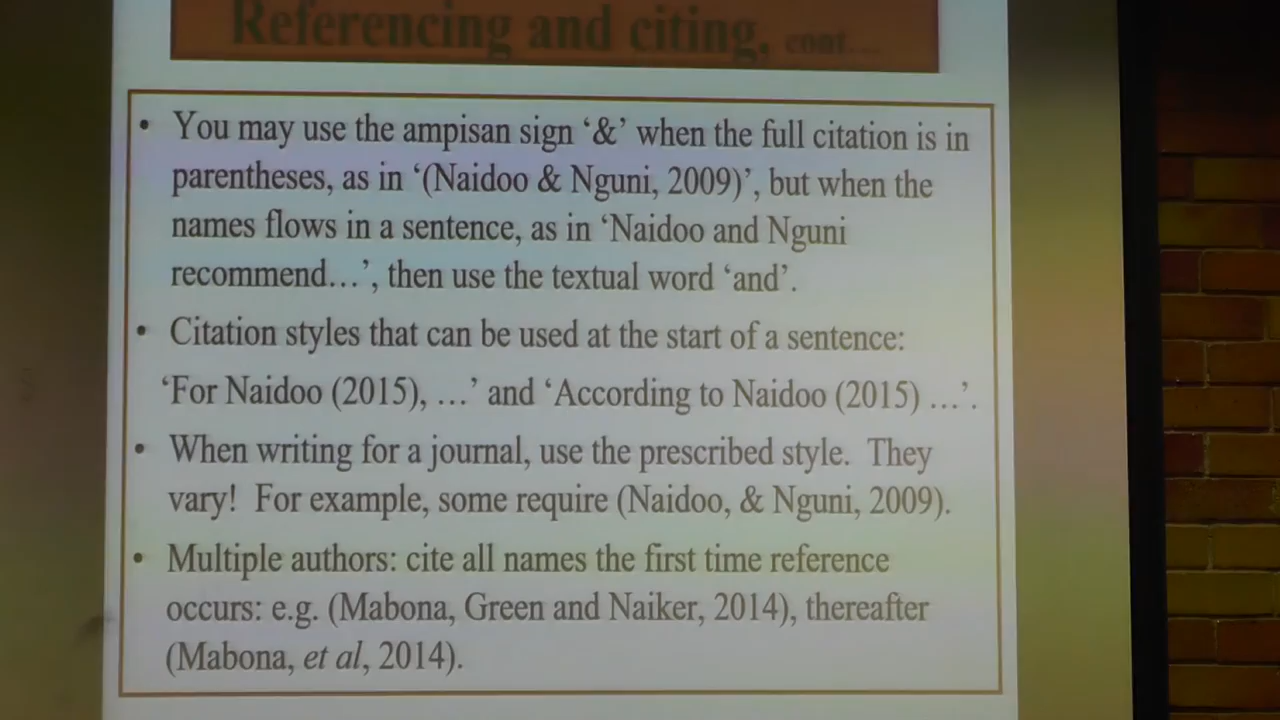 Referencing and citing, cont...
• You may use the ampisan sign ‘&’ when the full citation is in
parentheses, as in ‘(Naidoo & Nguni, 2009)’, but when the
names flows in a sentence, as in ‘Naidoo and Nguni
recommend…’, then use the textual word ‘and’.
• Citation styles that can be used at the start of a sentence:
‘For Naidoo (2015), …’ and ‘According to Naidoo (2015) …’.
• When writing for a journal, use the prescribed style.  They
vary!  For example, some require (Naidoo, & Nguni, 2009).
• Multiple authors: cite all names the first time reference
occurs: e.g. (Mabona, Green and Naiker, 2014), thereafter
(Mabona, et al, 2014).